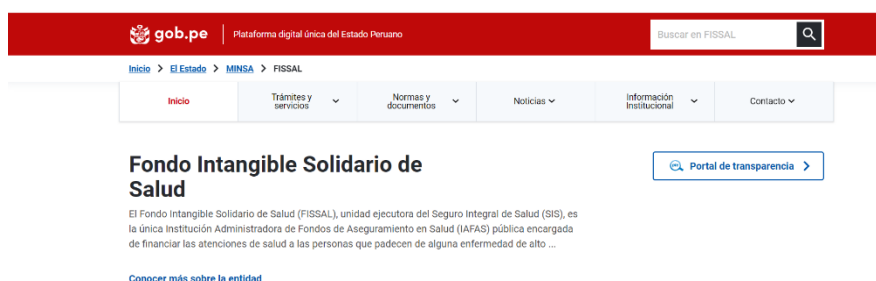 gob.pe
Plataforma digital única del Estado Peruano
Buscar en FISSAL
Inicio > El Estado > MINSA > FISSAL
Inicio
Trámites y
servicios
Normas y
documentos
Noticias
Información
Institucional
Contacto
Fondo Intangible Solidario de
Salud
Portal de transparencia
El Fondo Intangible Solidario de Salud (FISSAL), unidad ejecutora del Seguro Integral de Salud (SIS), es
la única Institución Administradora de Fondos de Aseguramiento en Salud (IAFAS) pública encargada
de financiar las atenciones de salud a las personas que padecen de alguna enfermedad de alto ...
Conocer más sobre la entidad